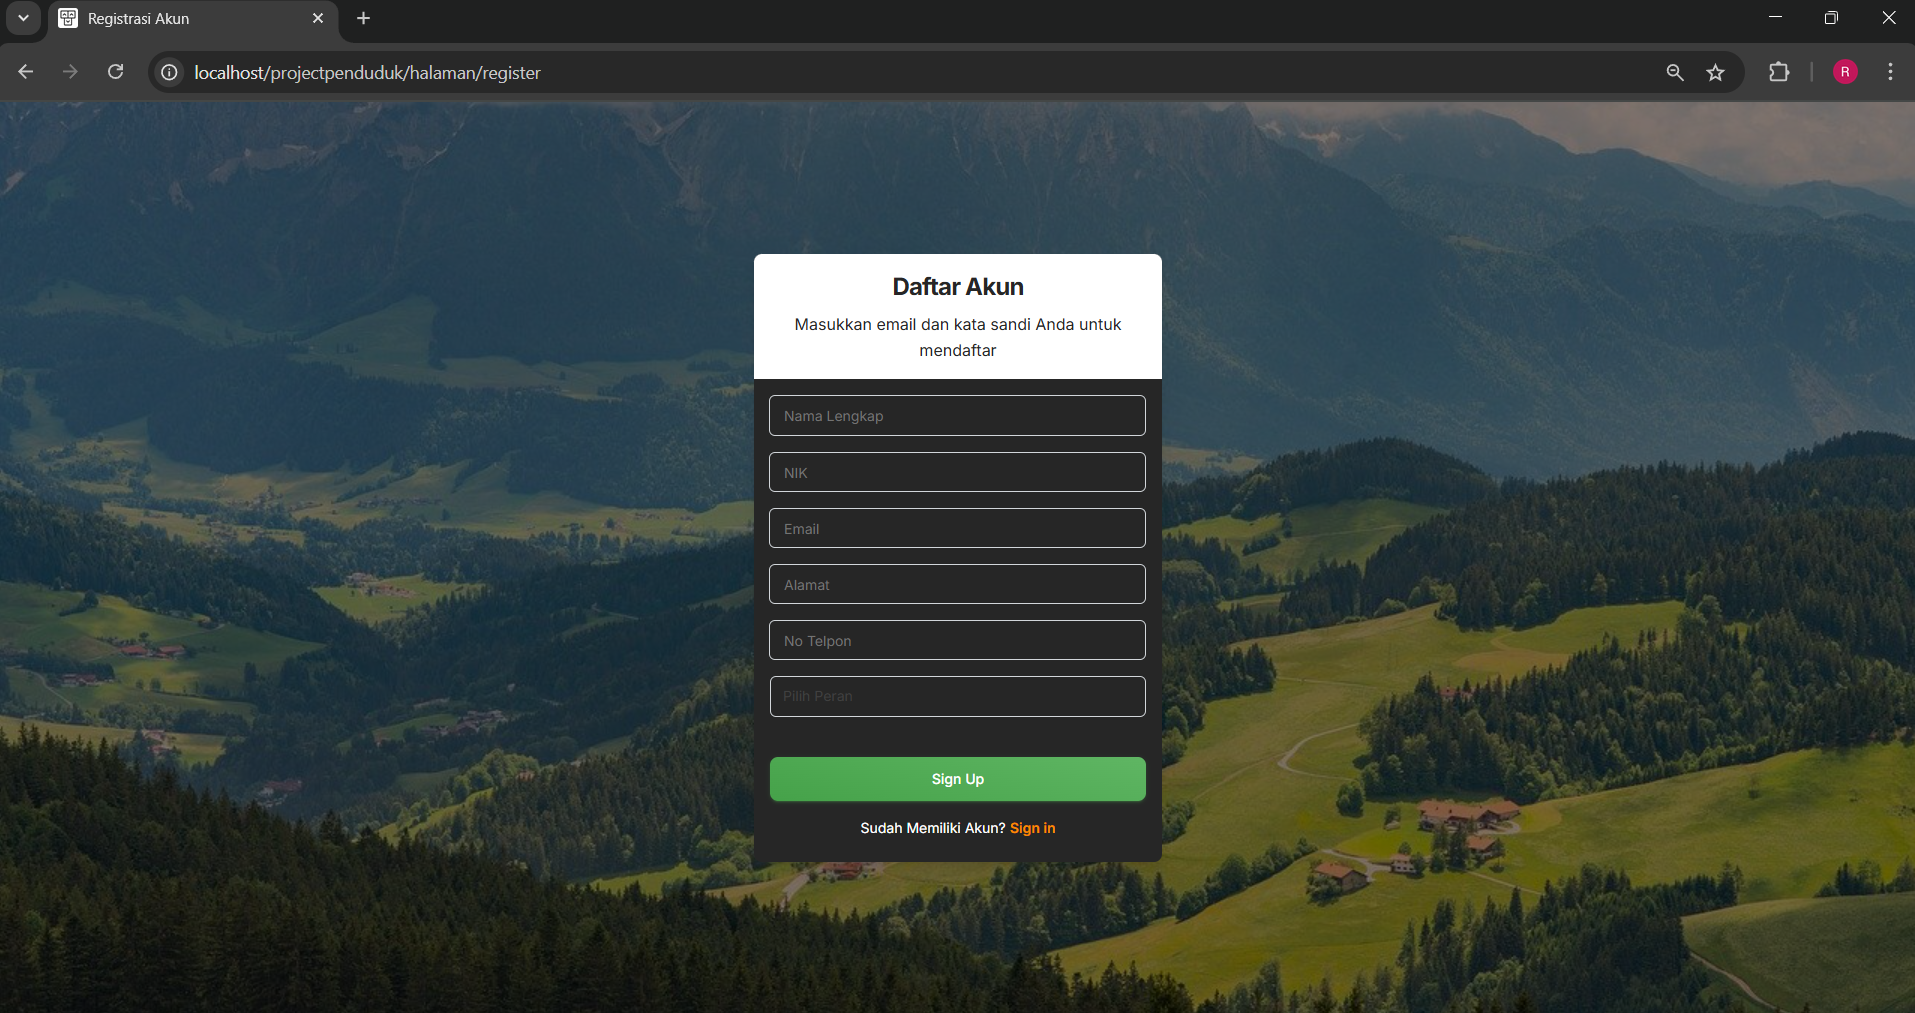 Registrasi Akun
localhost/projectpenduduk/halaman/register
R
Daftar Akun
Masukkan email dan kata sandi Anda untuk
mendaftar
Nama Lengkap
NIK
Email
Alamat
No Telpon
Pilih Peran
Sign Up
Sudah Memiliki Akun? Sign in